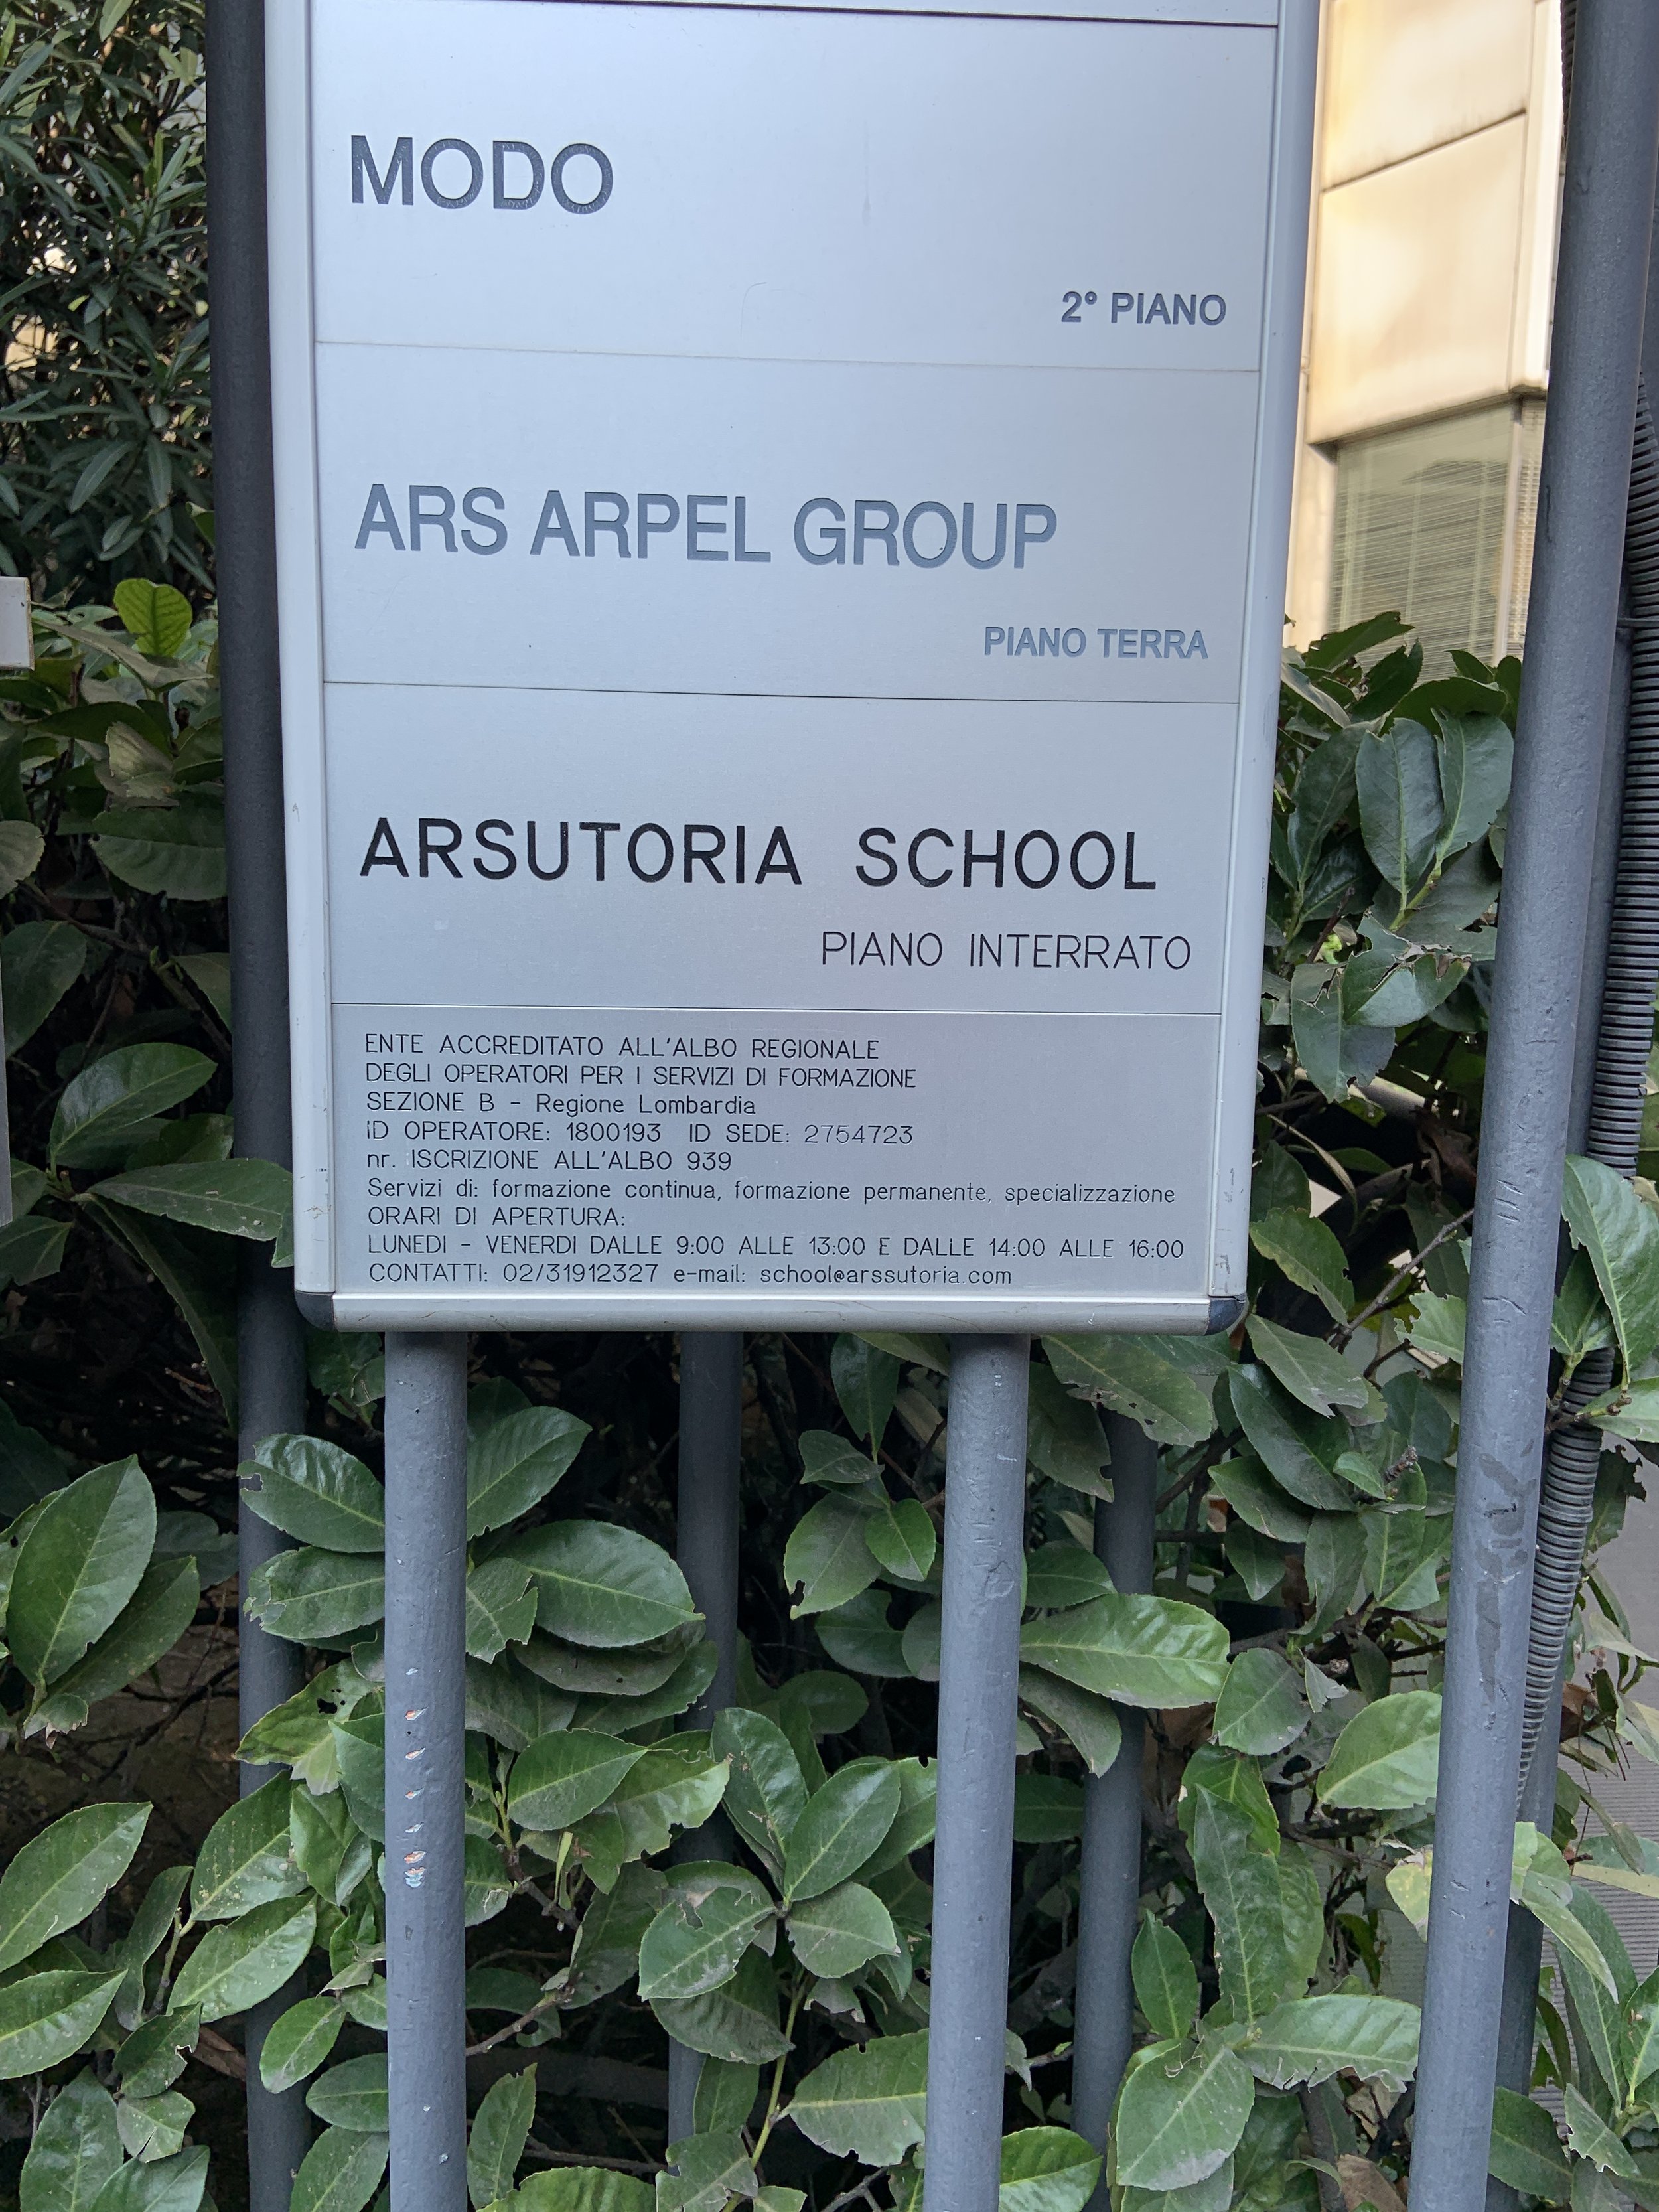 MODO
2° PIANO
ARS ARPEL GROUP
PIANO TERRA
ARSUTORIA SCHOOL
PIANO INTERRATO
ENTE ACCREDITATO ALL'ALBO REGIONALE
DEGLI OPERATORI PER I SERVIZI DI FORMAZIONE
SEZIONE B - Regione Lombardia
ID OPERATORE: 1800193 ID SEDE: 2754723
nr. ISCRIZIONE ALL'ALBO 939
Servizi di: formazione continua, formazione permanente, specializzazione
ORARI DI APERTURA:
LUNEDI - VENERDI DALLE 9:00 ALLE 13:00 E DALLE 14:00 ALLE 16:00
CONTATTI: 02/31912327 e-mail: school@arssutoria.com